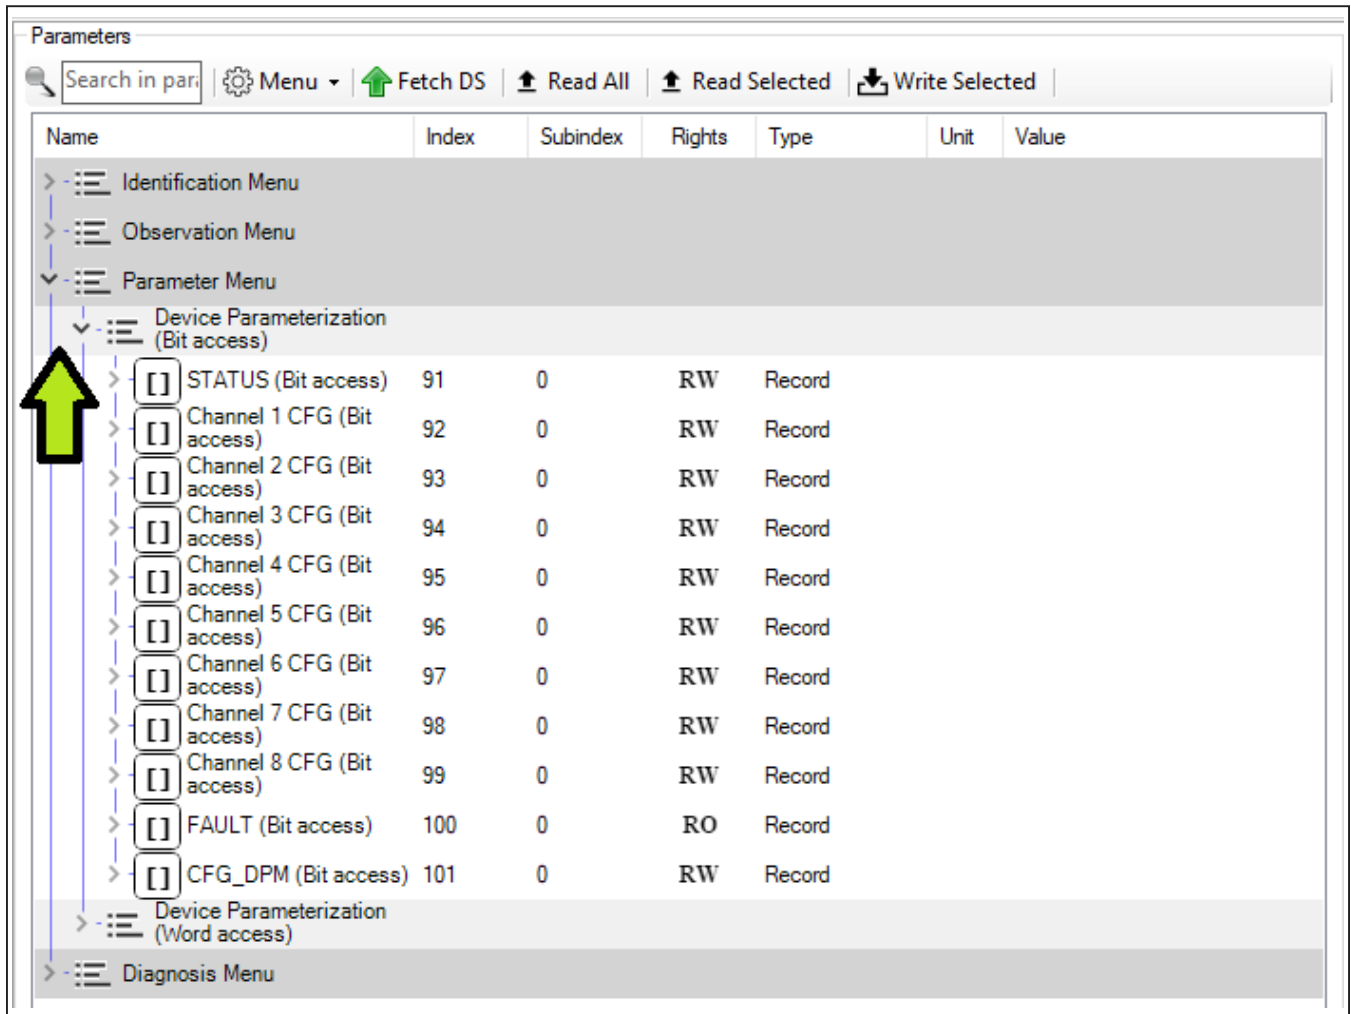 Parameters
Search in para Menu Fetch DS Read All Read Selected Write Selected
Name Index Subindex Rights Type Unit Value
Identification Menu
Observation Menu
Parameter Menu
Device Parameterization
(Bit access)
[] STATUS (Bit access) 91 0 RW Record
[] Channel 1 CFG (Bit
access) 92 0 RW Record
[] Channel 2 CFG (Bit
access) 93 0 RW Record
[] Channel 3 CFG (Bit
access) 94 0 RW Record
[] Channel 4 CFG (Bit
access) 95 0 RW Record
[] Channel 5 CFG (Bit
access) 96 0 RW Record
[] Channel 6 CFG (Bit
access) 97 0 RW Record
[] Channel 7 CFG (Bit
access) 98 0 RW Record
[] Channel 8 CFG (Bit
access) 99 0 RW Record
[] FAULT (Bit access) 100 0 RO Record
[] CFG_DPM (Bit access) 101 0 RW Record
Device Parameterization
(Word access)
Diagnosis Menu